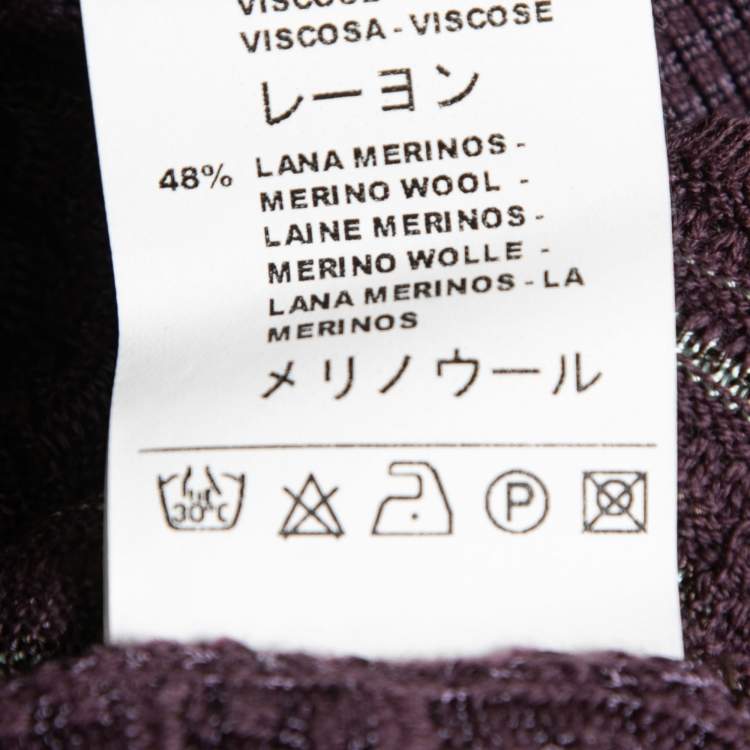 VISCOSE
VISCOSA - VISCOSE
レーヨン
48% LANA MERINOS -
MERINO WOOL -
LAINE MERINOS -
MERINO WOLLE -
LANA MERINOS - LA
MERINOS
メリノウール
30°C
P